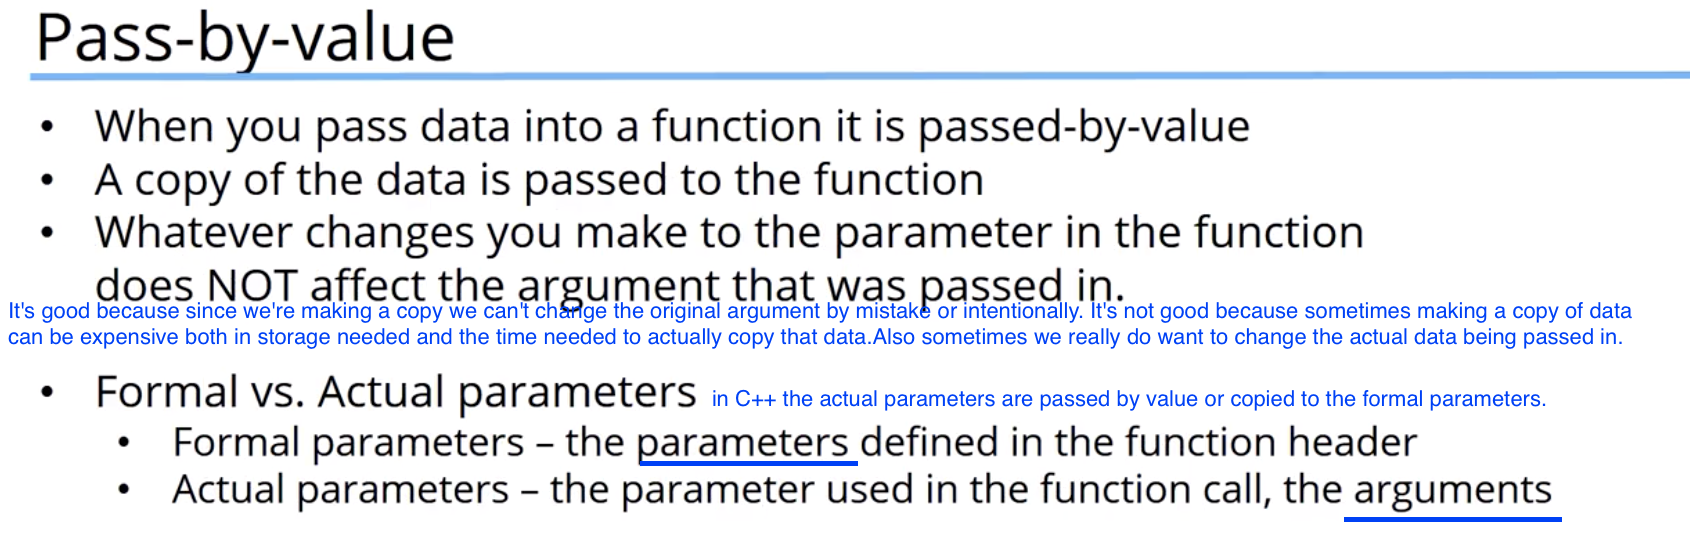 Pass-by-value
• When you pass data into a function it is passed-by-value
• A copy of the data is passed to the function
• Whatever changes you make to the parameter in the function
does NOT affect the argument that was passed in.
It's good because since we're making a copy we can't change the original argument by mistake or intentionally. It's not good because sometimes making a copy of data
can be expensive both in storage needed and the time needed to actually copy that data.Also sometimes we really do want to change the actual data being passed in.
• Formal vs. Actual parameters in C++ the actual parameters are passed by value or copied to the formal parameters.
• Formal parameters – the parameters defined in the function header
• Actual parameters – the parameter used in the function call, the arguments